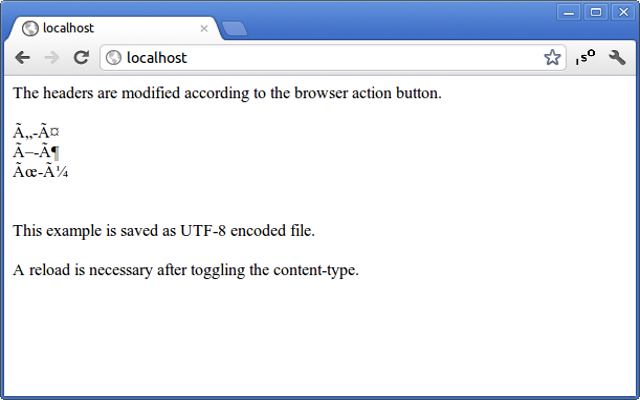 localhost
localhost
ISO
The headers are modified according to the browser action button.
Ã„-Ã¤
Ã–-Ã¶
Ãœ-Ã¼
This example is saved as UTF-8 encoded file.
A reload is necessary after toggling the content-type.